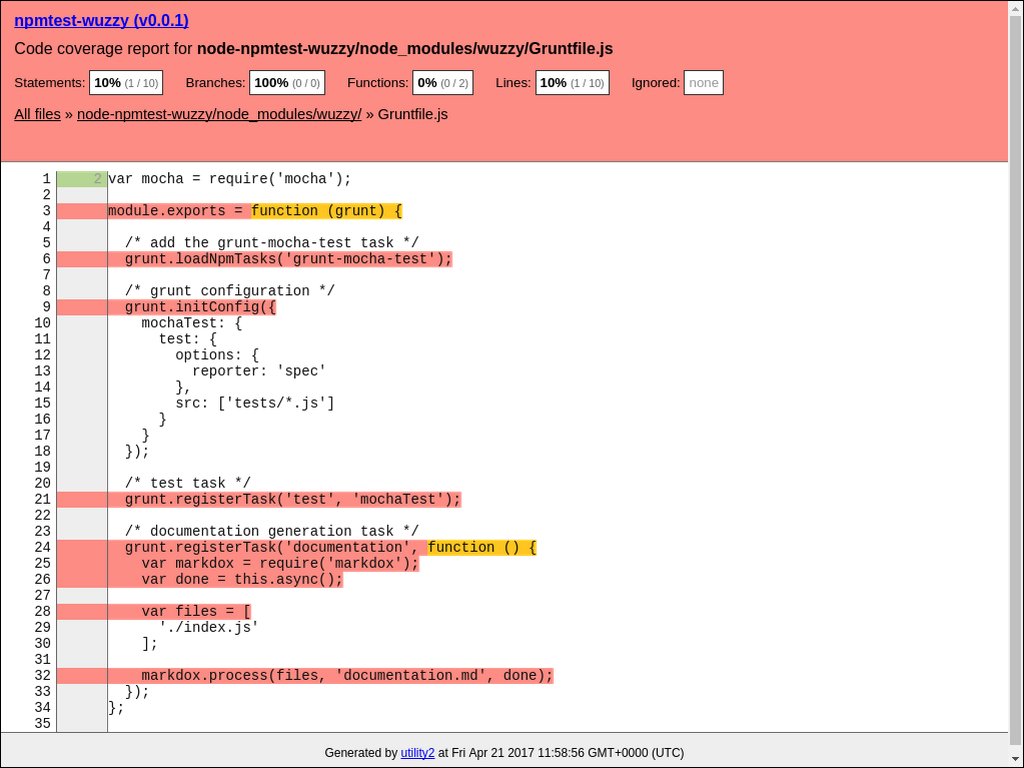 npmtest-wuzzy (v0.0.1)
Code coverage report for node-npmtest-wuzzy/node_modules/wuzzy/Gruntfile.js
Statements: 10% (1 / 10) Branches: 100% (0 / 0) Functions: 0% (0 / 2) Lines: 10% (1 / 10) Ignored: none
All files » node-npmtest-wuzzy/node_modules/wuzzy/ » Gruntfile.js
1 2 var mocha = require('mocha');
2
3 module.exports = function (grunt) {
4
5   /* add the grunt-mocha-test task */
6   grunt.loadNpmTasks('grunt-mocha-test');
7
8   /* grunt configuration */
9   grunt.initConfig({
10     mochaTest: {
11       test: {
12         options: {
13           reporter: 'spec'
14         },
15         src: ['tests/*.js']
16       }
17     }
18   });
19
20   /* test task */
21   grunt.registerTask('test', 'mochaTest');
22
23   /* documentation generation task */
24   grunt.registerTask('documentation', function () {
25     var markdox = require('markdox');
26     var done = this.async();
27
28     var files = [
29       './index.js'
30     ];
31
32     markdox.process(files, 'documentation.md', done);
33   });
34 };
35
Generated by utility2 at Fri Apr 21 2017 11:58:56 GMT+0000 (UTC)